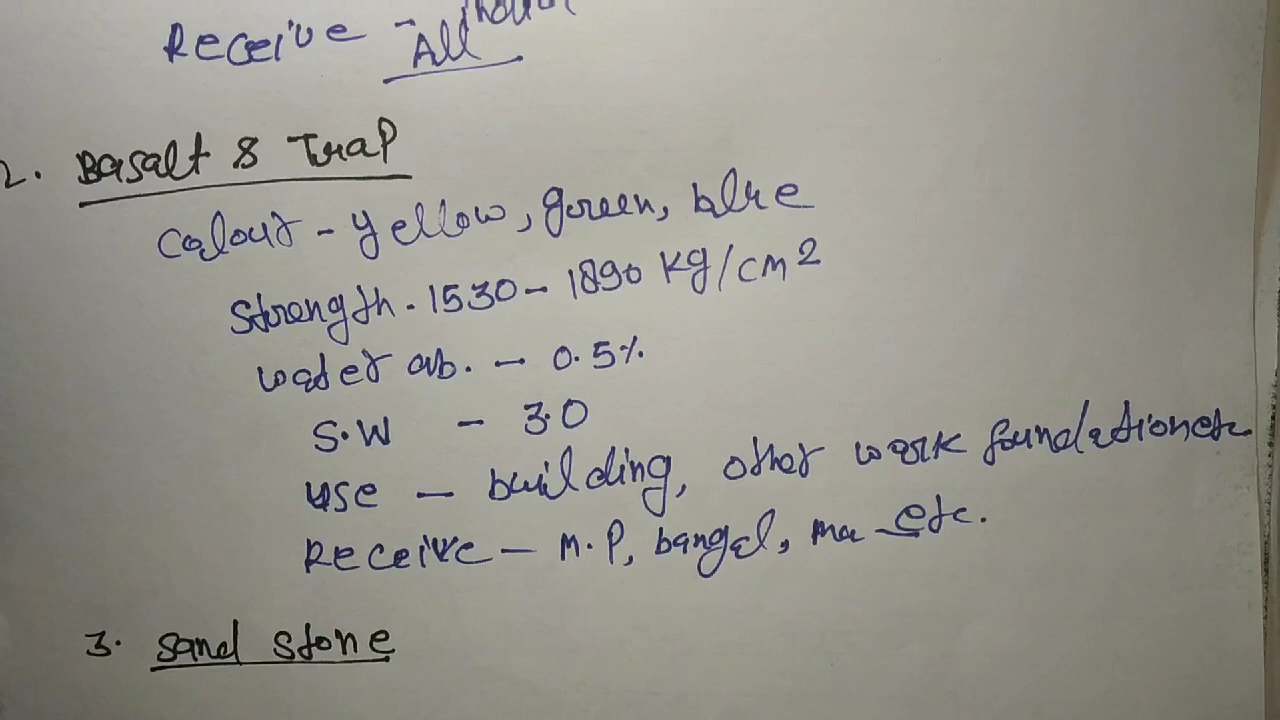 Receive - All
2. Basalt & Trap
Colour - Yellow, green, blue
Strength - 1530 - 1890 kg/cm2
water ab. - 0.5%
S.W - 3.0
use - building, other work foundation etc
Receive - M.P, bangal, ma etc.
3. Sand stone